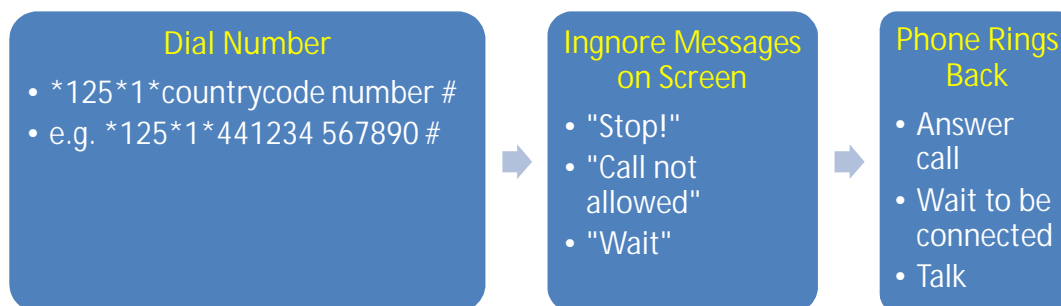 Dial Number
• *125*1*countrycode number #
• e.g. *125*1*441234 567890 #
Ingnore Messages
on Screen
• "Stop!"
• "Call not
allowed"
• "Wait"
Phone Rings
Back
• Answer
call
• Wait to be
connected
• Talk